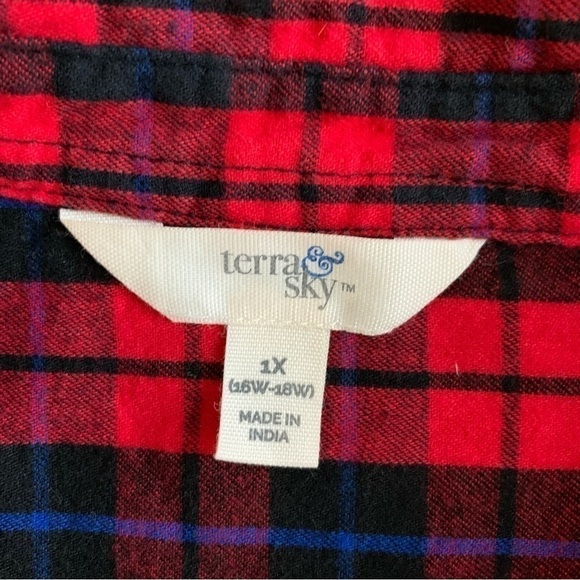 terra &
sky™
1X
(16W-18W)
MADE IN
INDIA